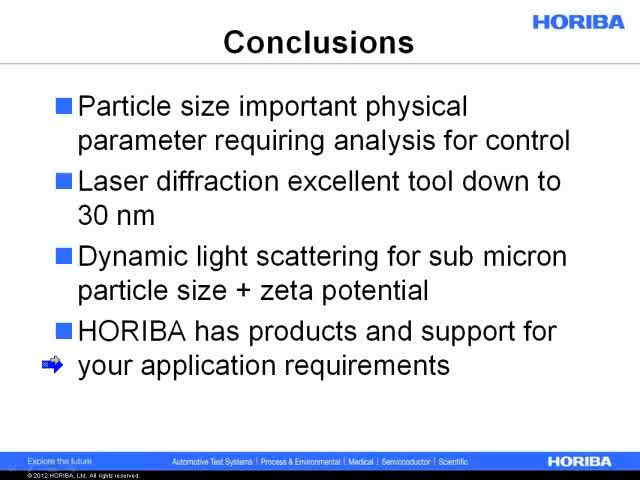 HORIBA
Conclusions
Particle size important physical
parameter requiring analysis for control
Laser diffraction excellent tool down to
30 nm
Dynamic light scattering for sub micron
particle size + zeta potential
HORIBA has products and support for
your application requirements
Explore the future
Automotive Test Systems | Process & Environmental | Medical | Semiconductor | Scientific
HORIBA
© 2012 HORIBA, Ltd. All rights reserved.